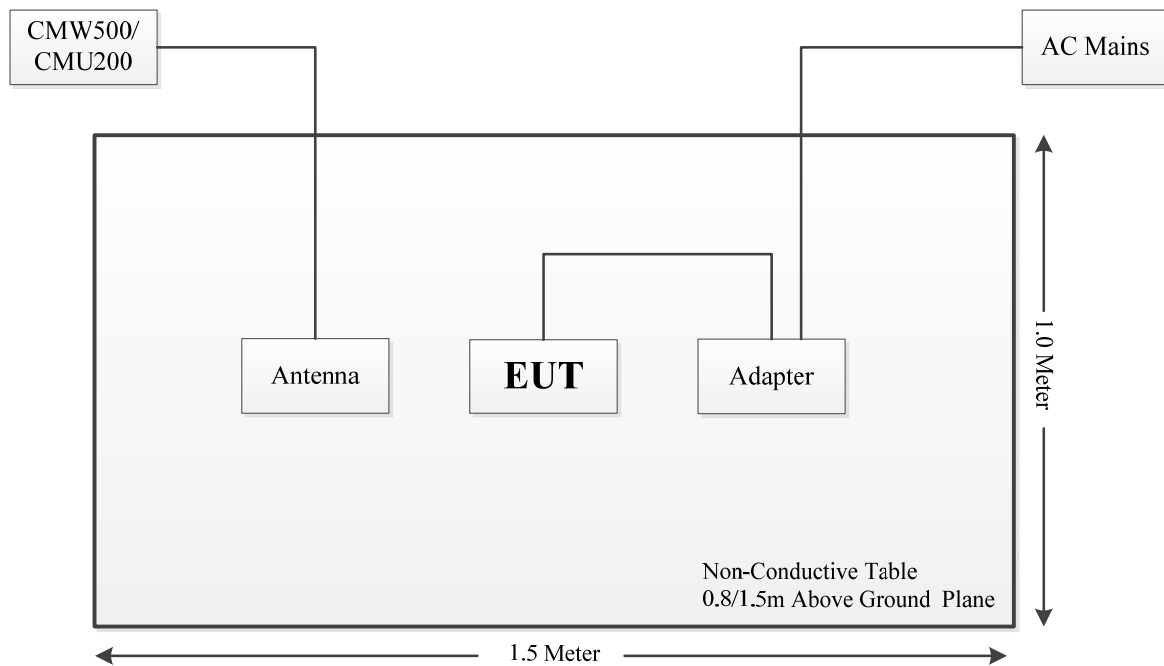 CMW500/
CMU200
AC Mains
Antenna
EUT
Adapter
1.0 Meter
Non-Conductive Table
0.8/1.5m Above Ground Plane
1.5 Meter